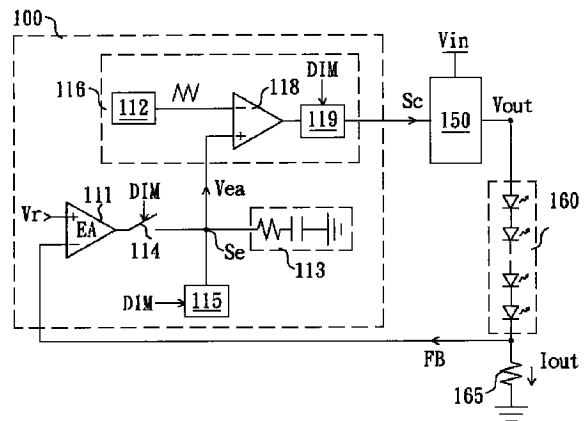 100
Vin
116
112
118
DIM
119
Sc
150
Vout
Vea
160
Vr
EA
111
DIM
114
Se
113
DIM
115
FB
165
Iout